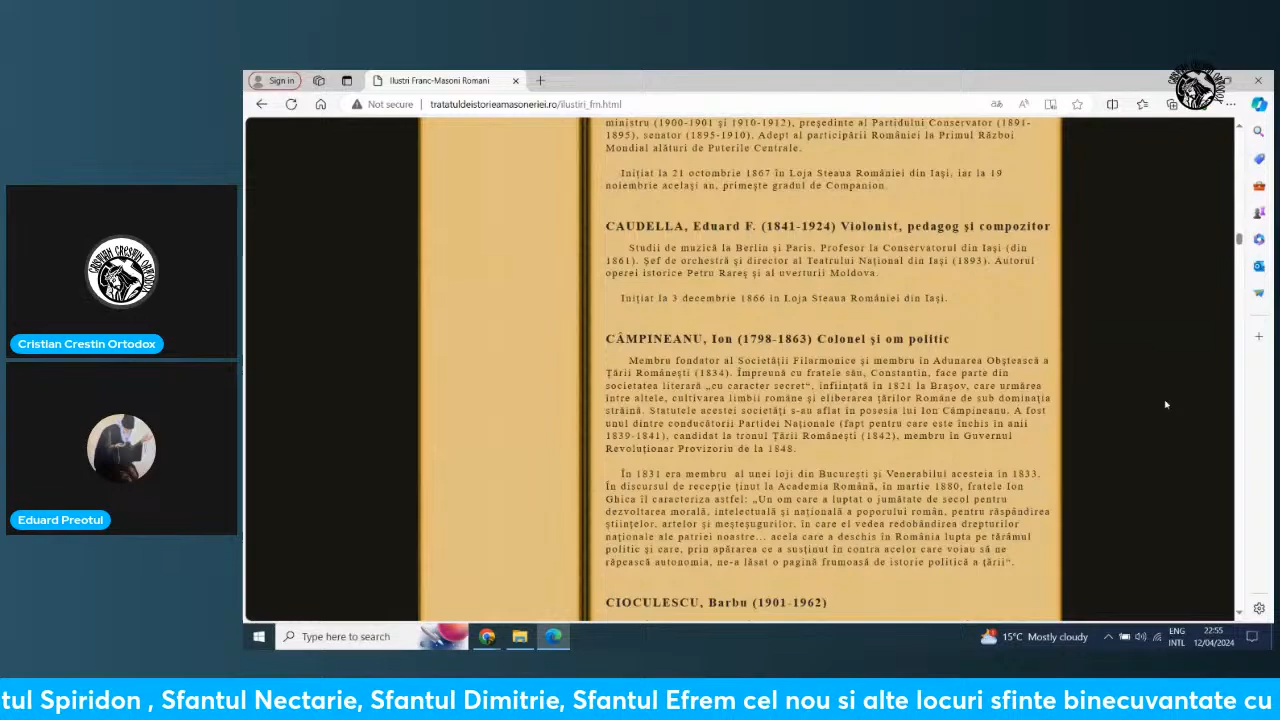 Sign in
Ilustri Franc-Masoni Romani
Not secure
tratatuldeistorieamasoneriei.ro/ilustiri_fm.html
CRISTIAN CRESTIN ORTODOX
ministru (1900-1901 şi 1910-1912), preşedinte al Partidului Conservator (1891-
1895), senator (1895-1910). Adept al participării României la Primul Război
Mondial alături de Puterile Centrale.
Iniţiat la 21 octombrie 1867 în Loja Steaua României din Iaşi, iar la 19
noiembrie acelaşi an, primeşte gradul de Companion.
CAUDELLA, Eduard F. (1841-1924) Violonist, pedagog şi compozitor
Studii de muzică la Berlin şi Paris. Profesor la Conservatorul din Iaşi (din
1861). Şef de orchestră şi director al Teatrului Naţional din Iaşi (1893). Autorul
operei istorice Petru Rareş şi al uverturii Moldova.
Iniţiat la 3 decembrie 1866 în Loja Steaua României din Iaşi.
CÂMPINEANU, Ion (1798-1863) Colonel şi om politic
Membru fondator al Societăţii Filarmonice şi membru în Adunarea Obştească a
Ţării Româneşti (1834). Împreună cu fratele său, Constantin, face parte din
societatea literară „cu caracter secret“, înfiinţată în 1821 la Braşov, care urmărea
între altele, cultivarea limbii române şi eliberarea ţărilor Române de sub dominaţia
străină. Statutele acestei societăţi s-au aflat în posesia lui Ion Câmpineanu. A fost
unul dintre conducătorii Partidei Naţionale (fapt pentru care este închis în anii
1839-1841), candidat la tronul Ţării Româneşti (1842), membru în Guvernul
Revoluţionar Provizoriu de la 1848.
În 1831 era membru al unei loji din Bucureşti şi Venerabilul acesteia în 1833.
În discursul de recepţie ţinut la Academia Română, în martie 1880, fratele Ion
Ghica îl caracteriza astfel: „Un om care a luptat o jumătate de secol pentru
dezvoltarea morală, intelectuală şi naţională a poporului român, pentru răspândirea
ştiinţelor, artelor şi meşteşugurilor, în care el vedea redobândirea drepturilor
naţionale ale patriei noastre... acela care a deschis în România lupta pe tărâmul
politic şi care, prin apărarea ce a susţinut în contra acelor care voiau să ne
răpească autonomia, ne-a lăsat o pagină frumoasă de istorie politică a ţării“.
CIOCULESCU, Barbu (1901-1962)
CRISTIAN CRESTIN ORTODOX
Cristian Crestin Ortodox
Eduard Preotul
Type here to search
15°C Mostly cloudy
ENG
INTL
22:55
12/04/2024
tul Spiridon , Sfantul Nectarie, Sfantul Dimitrie, Sfantul Efrem cel nou si alte locuri sfinte binecuvantate cu